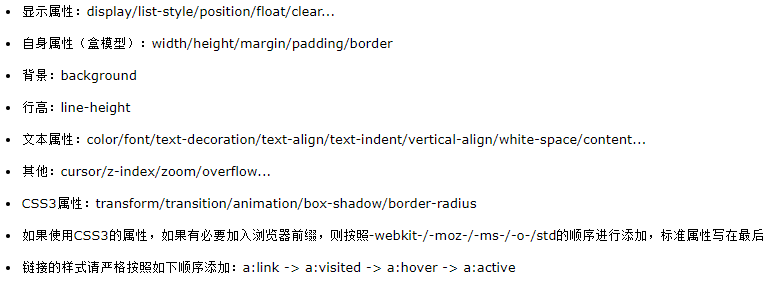 • 显示属性：display/list-style/position/float/clear...
• 自身属性（盒模型）：width/height/margin/padding/border
• 背景：background
• 行高：line-height
• 文本属性：color/font/text-decoration/text-align/text-indent/vertical-align/white-space/content...
• 其他：cursor/z-index/zoom/overflow...
• CSS3属性：transform/transition/animation/box-shadow/border-radius
• 如果使用CSS3的属性，如果有必要加入浏览器前缀，则按照-webkit-/-moz-/-ms-/-o-/std的顺序进行添加，标准属性写在最后
• 链接的样式请严格按照如下顺序添加：a:link -> a:visited -> a:hover -> a:active